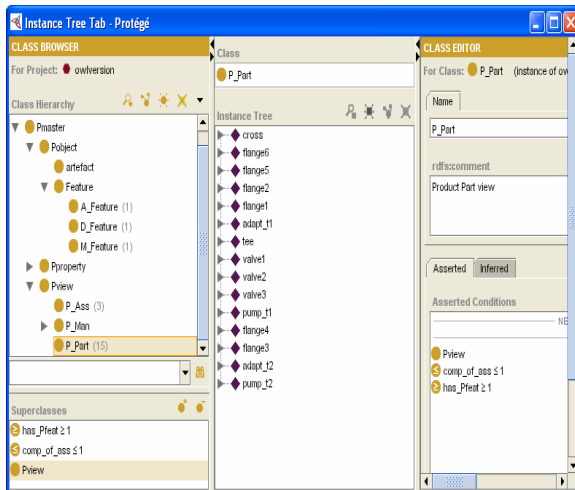 Instance Tree Tab - Protégé
CLASS BROWSER
For Project: owlversion
Class Hierarchy
Pmaster
Pobject
artefact
Feature
A_Feature (1)
D_Feature (1)
M_Feature (1)
Pproperty
Pview
P_Ass (3)
P_Man
P_Part (15)
Superclasses
has_Pfeat ≥ 1
comp_of_ass ≤ 1
Pview
Class
P_Part
Instance Tree
cross
flange6
flange5
flange2
flange1
adapt_t1
tee
valve1
valve2
valve3
pump_t1
flange4
flange3
adapt_t2
pump_t2
CLASS EDITOR
For Class: P_Part (instance of ow
Name
P_Part
rdfs:comment
Product Part view
Asserted Inferred
Asserted Conditions
NE
Pview
comp_of_ass ≤ 1
has_Pfeat ≥ 1